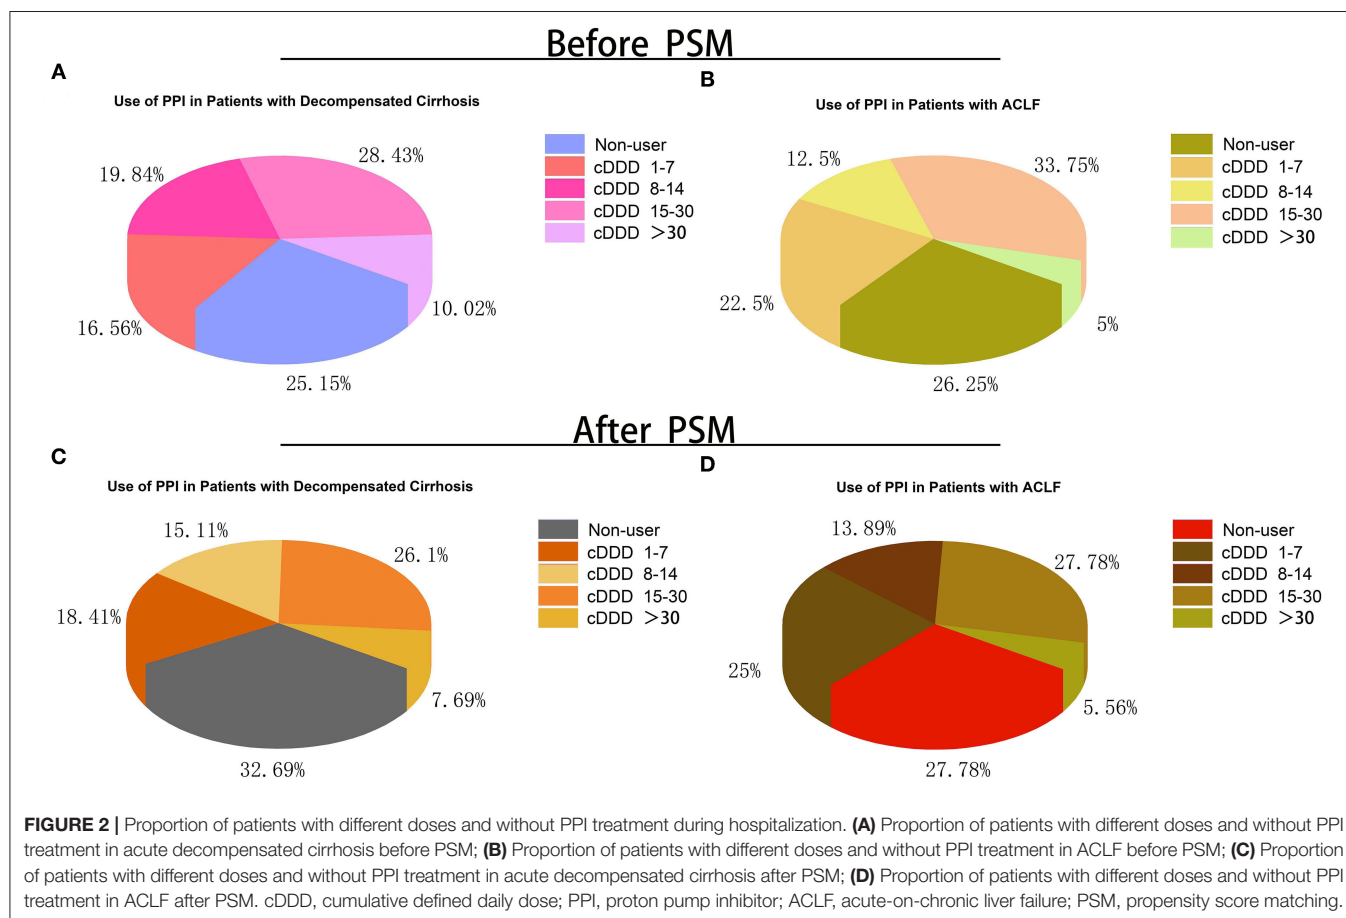 Before PSM
A
B
Use of PPI in Patients with Decompensated Cirrhosis
Use of PPI in Patients with ACLF
28.43%
19.84%
16.56%
25.15%
10.02%
Non-user
cDDD 1-7
cDDD 8-14
cDDD 15-30
cDDD >30
12.5%
33.75%
22.5%
26.25%
5%
Non-user
cDDD 1-7
cDDD 8-14
cDDD 15-30
cDDD >30
After PSM
C
D
Use of PPI in Patients with Decompensated Cirrhosis
Use of PPI in Patients with ACLF
15.11%
26.1%
18.41%
7.69%
32.69%
Non-user
cDDD 1-7
cDDD 8-14
cDDD 15-30
cDDD >30
13.89%
27.78%
25%
5.56%
27.78%
Non-user
cDDD 1-7
cDDD 8-14
cDDD 15-30
cDDD >30
FIGURE 2 | Proportion of patients with different doses and without PPI treatment during hospitalization. (A) Proportion of patients with different doses and without PPI
treatment in acute decompensated cirrhosis before PSM; (B) Proportion of patients with different doses and without PPI treatment in ACLF before PSM; (C) Proportion
of patients with different doses and without PPI treatment in acute decompensated cirrhosis after PSM; (D) Proportion of patients with different doses and without PPI
treatment in ACLF after PSM. cDDD, cumulative defined daily dose; PPI, proton pump inhibitor; ACLF, acute-on-chronic liver failure; PSM, propensity score matching.